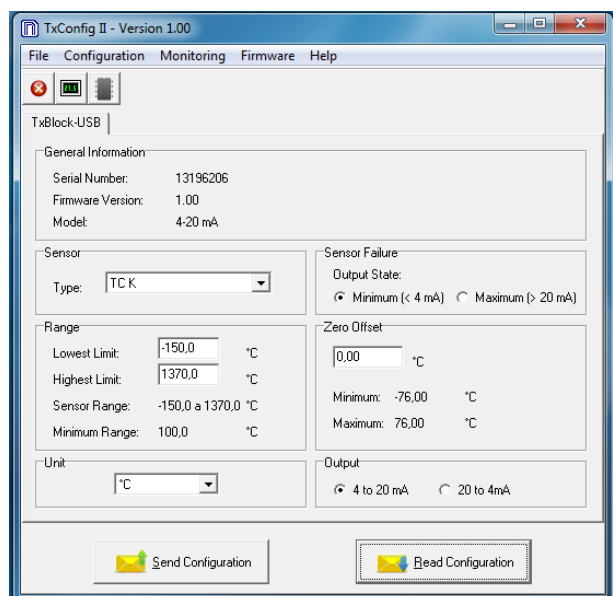 TxConfig II - Version 1.00
File Configuration Monitoring Firmware Help
TxBlock-USB
General Information
Serial Number: 13196206
Firmware Version: 1.00
Model: 4-20 mA
Sensor
Type: TC K
Sensor Failure
Output State:
Minimum (< 4 mA) Maximum (> 20 mA)
Range
Lowest Limit: -150,0 °C
Highest Limit: 1370,0 °C
Sensor Range: -150,0 a 1370,0 °C
Minimum Range: 100,0 °C
Zero Offset
0,00 °C
Minimum: -76,00 °C
Maximum: 76,00 °C
Unit
°C
Output
4 to 20 mA 20 to 4mA
Send Configuration
Read Configuration